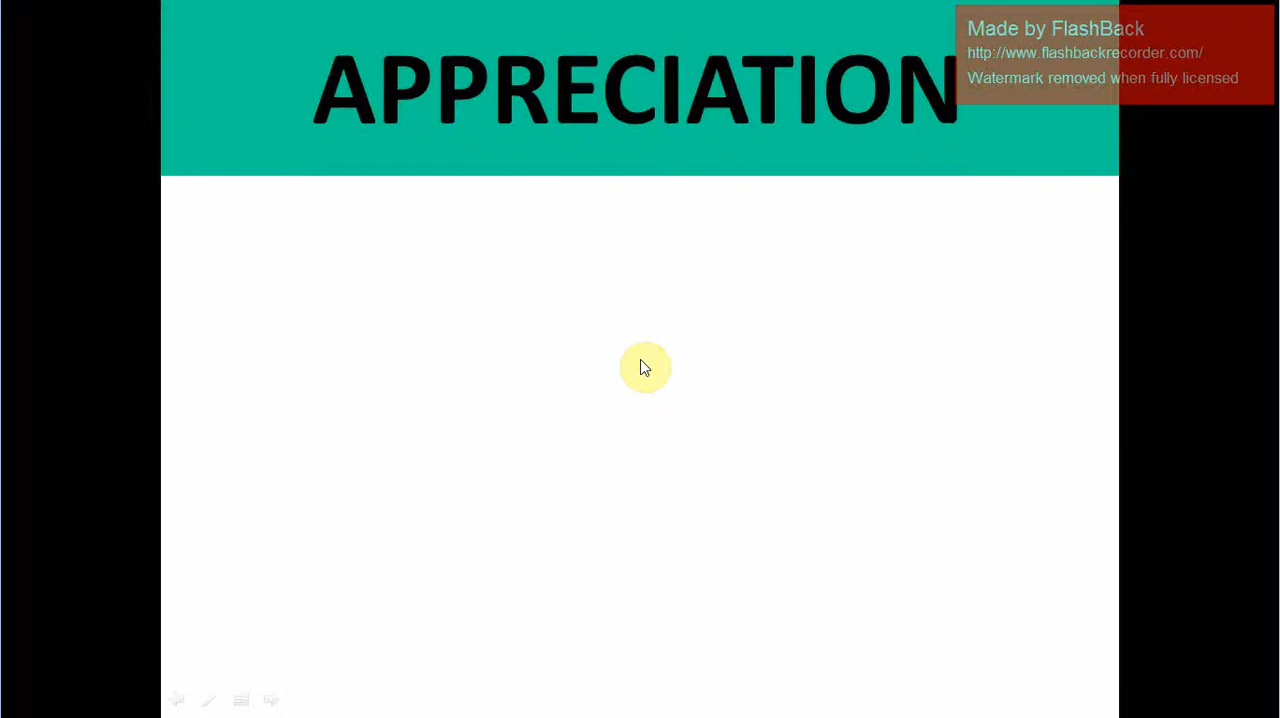 APPRECIATION
Made by FlashBack
http://www.flashbackrecorder.com/
Watermark removed when fully licensed